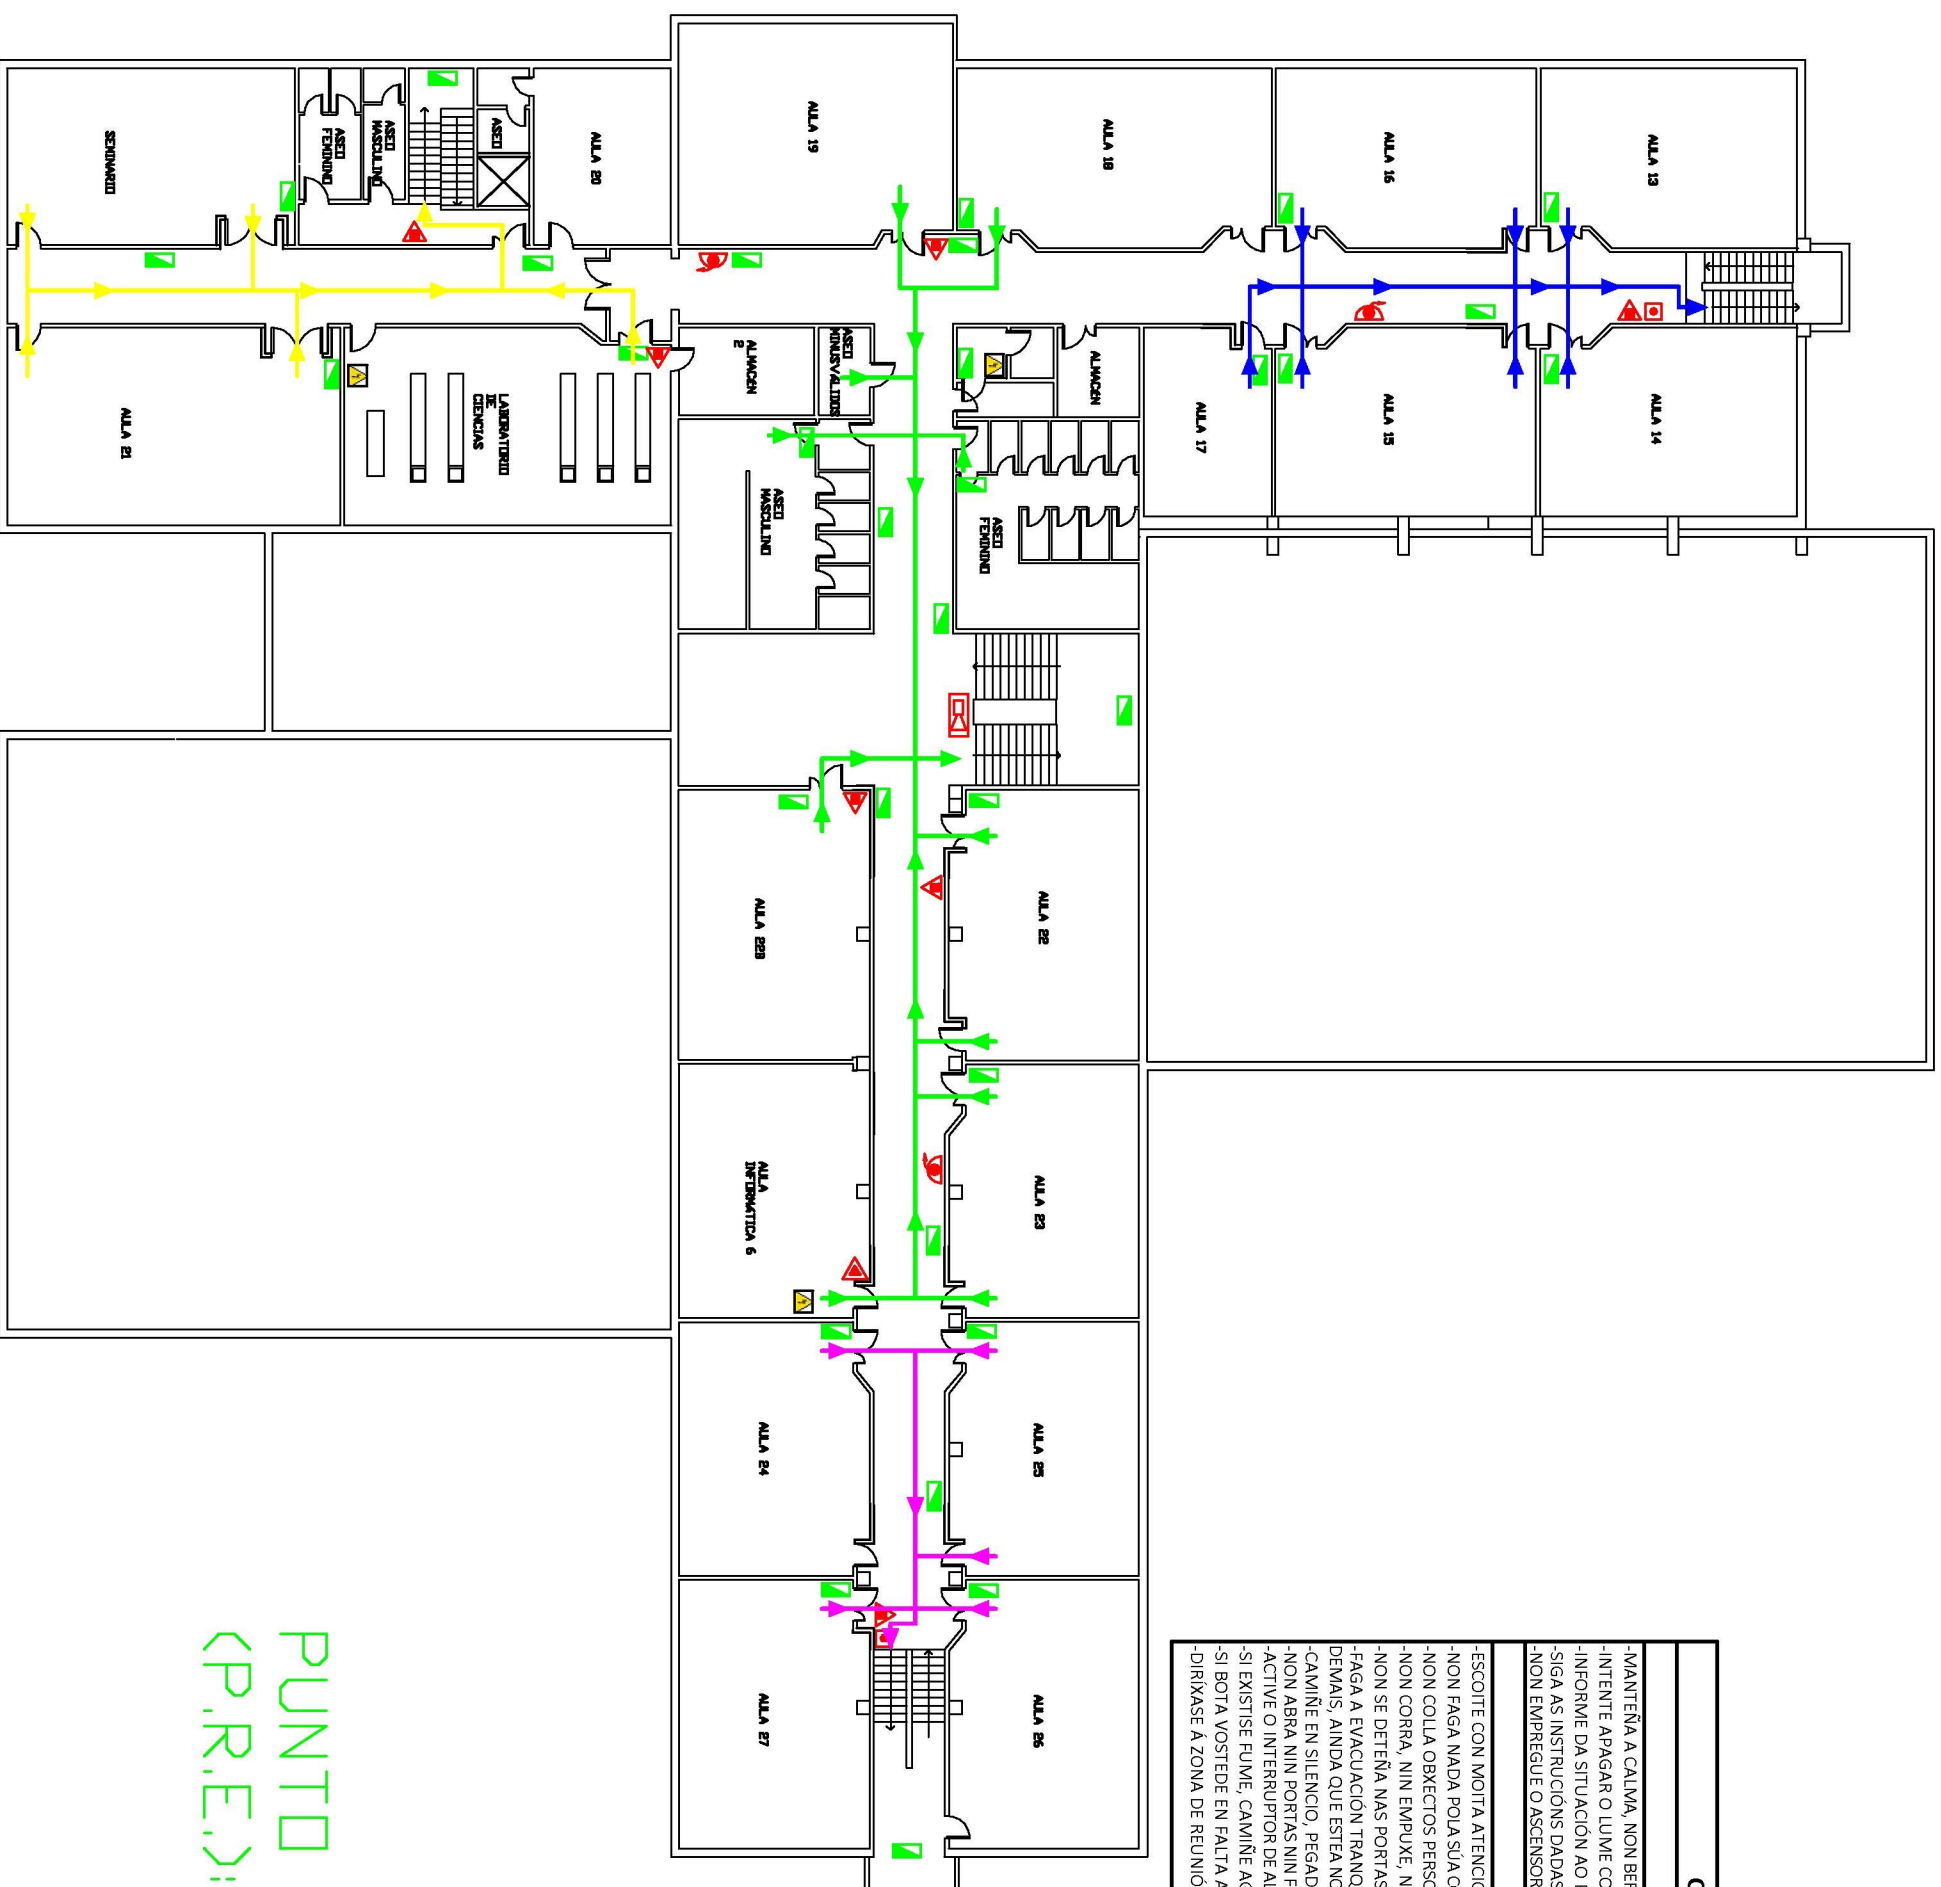 C
-MANTEÑA A CALMA, NON BER
-INTENTE APAGAR O LUME CO
-INFORME DA SITUACIÓN AO
-SIGA AS INSTRUCIÓNS DADAS
-NON EMPREGUE O ASCENSOR
-ESCOITE CON MOITA ATENCIÓ
-NON FAGA NADA POLA SÚA
-NON COLLA OBXECTOS PERSO
-NON CORRA, NIN EMPUXE, N
-NON SE DETEÑA NAS PORTAS
-FAGA A EVACUACIÓN TRANQ
DEMAIS, AINDA QUE ESTEA NO
-CAMIÑE EN SILENCIO, PEGAD
-NON ABRA NIN PORTAS NIN F
-ACTIVE O INTERRUPTOR DE AL
-SI EXISTISE FUME, CAMIÑE AG
-SI BOTA VOSTEDE EN FALTA A
-DIRÍXASE Á ZONA DE REUNIÓ
AULA 13
AULA 14
AULA 16
AULA 15
AULA 17
AULA 18
ALMACÉN
ASEO
FEMININO
AULA 22
AULA 23
AULA 25
AULA 26
AULA 19
ASEO
MINUSVALIDOS
ALMACÉN
2
ASEO
MASCULINO
AULA 22B
AULA
INFORMATICA 6
AULA 24
AULA 27
AULA 20
ASEO
LABORATORIO
DE
CIENCIAS
ASEO
MASCULINO
ASEO
FEMININO
SEMINARIO
AULA 21
PUNTO
(P.R.E.):